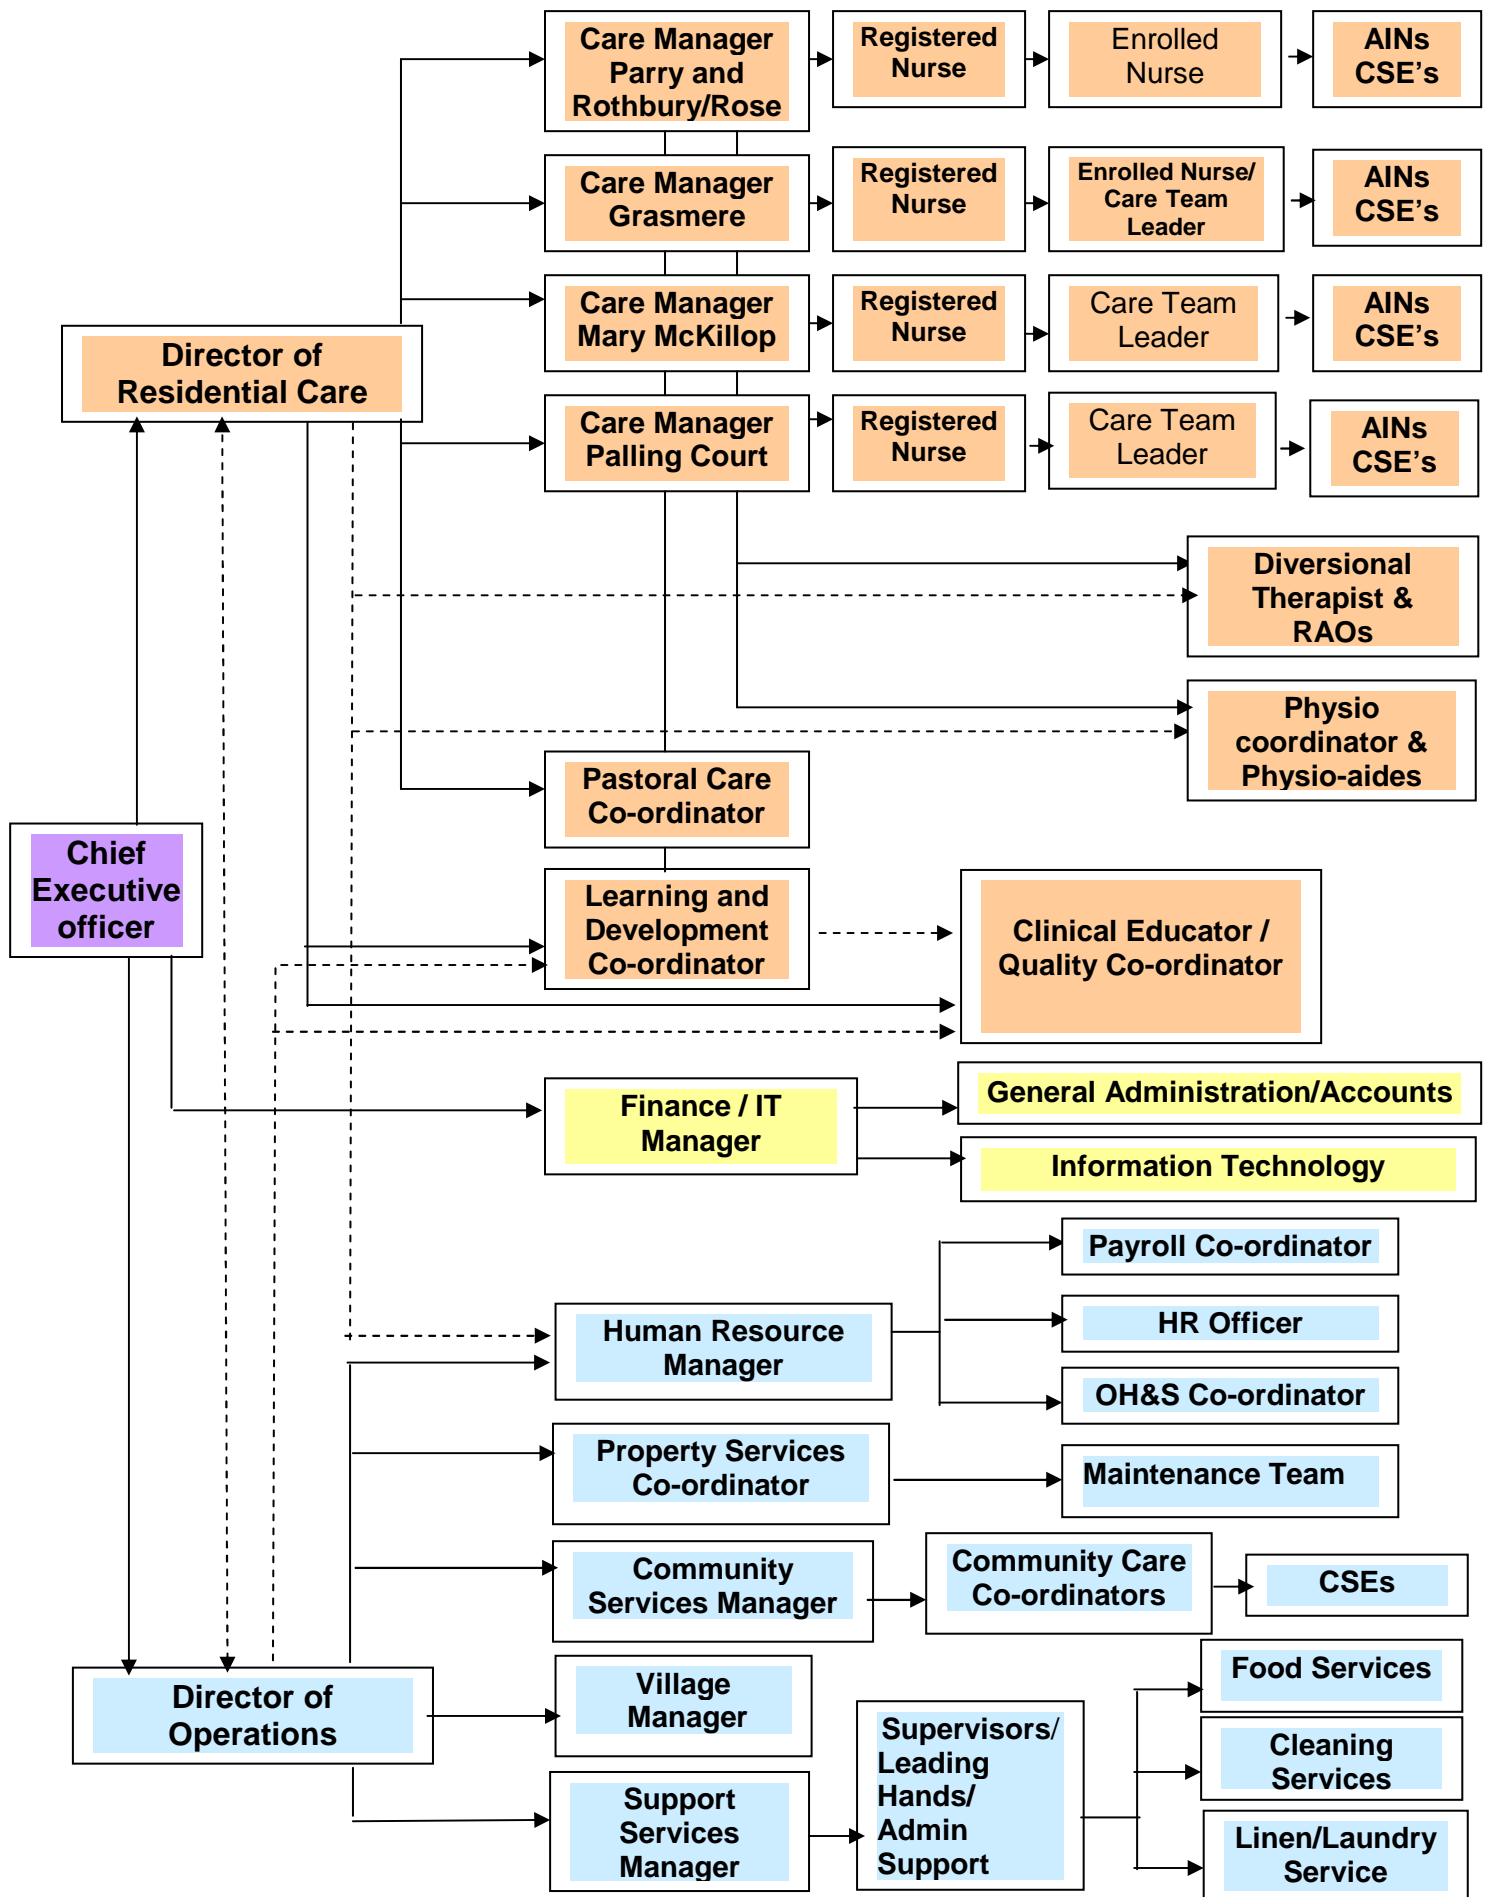 Care Manager
Parry and
Rothbury/Rose
Registered
Nurse
Enrolled
Nurse
AINs
CSE’s
Care Manager
Grasmere
Registered
Nurse
Enrolled Nurse/
Care Team
Leader
AINs
CSE’s
Care Manager
Mary McKillop
Registered
Nurse
Care Team
Leader
AINs
CSE’s
Director of
Residential Care
Care Manager
Palling Court
Registered
Nurse
Care Team
Leader
AINs
CSE’s
Diversional
Therapist &
RAOs
Physio
coordinator &
Physio-aides
Pastoral Care
Co-ordinator
Chief
Executive
officer
Learning and
Development
Co-ordinator
Clinical Educator /
Quality Co-ordinator
Finance / IT
Manager
General Administration/Accounts
Information Technology
Payroll Co-ordinator
Human Resource
Manager
HR Officer
OH&S Co-ordinator
Property Services
Co-ordinator
Maintenance Team
Community
Services Manager
Community Care
Co-ordinators
CSEs
Director of
Operations
Village
Manager
Support
Services
Manager
Supervisors/
Leading
Hands/
Admin
Support
Food Services
Cleaning
Services
Linen/Laundry
Service